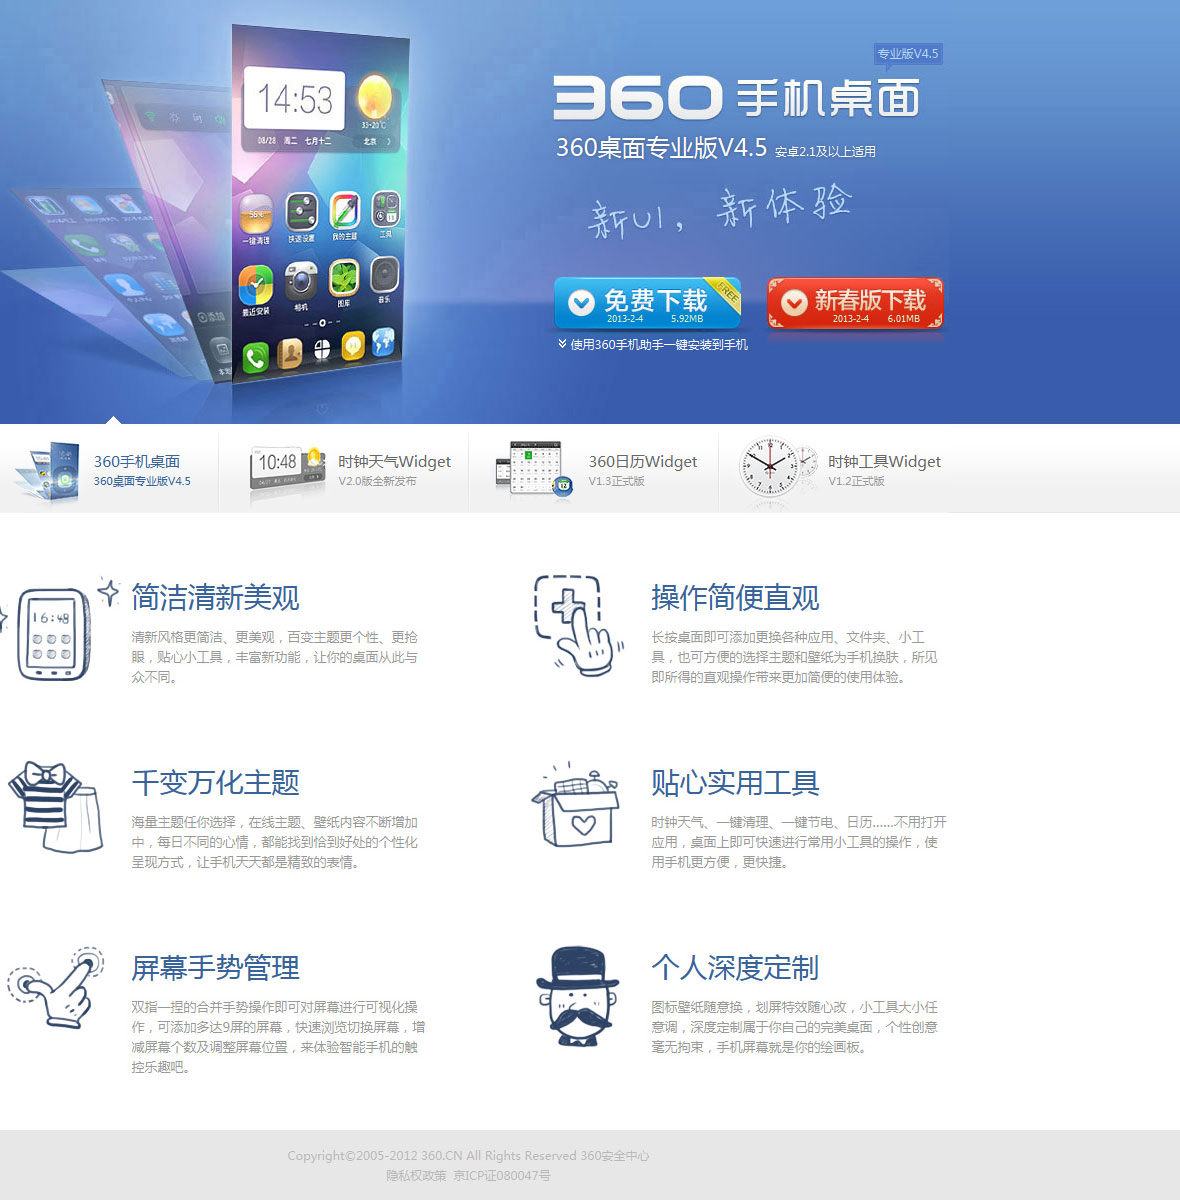 专业版V4.5
360 手机桌面
360桌面专业版V4.5 安卓2.1及以上适用
新UI，新体验
14:53
33~20℃
08/28 周二 七月十二 北京
56%
一键清理 快速设置 我的主题 工具
最近安装 相机 图库 音乐
添加
免费下载 FREE
2013-2-4 5.92MB
新春版下载
2013-2-4 6.01MB
使用360手机助手一键安装到手机
360手机桌面
360桌面专业版V4.5
10:48
时钟天气Widget
V2.0版全新发布
360日历Widget
V1.3正式版
12
时钟工具Widget
V1.2正式版
16:48
简洁清新美观
清新风格更简洁、更美观，百变主题更个性、更抢
眼，贴心小工具，丰富新功能，让你的桌面从此与
众不同。
操作简便直观
长按桌面即可添加更换各种应用、文件夹、小工
具，也可方便的选择主题和壁纸为手机换肤，所见
即所得的直观操作带来更加简便的使用体验。
千变万化主题
海量主题任你选择，在线主题、壁纸内容不断增加
中，每日不同的心情，都能找到恰到好处的个性化
呈现方式，让手机天天都是精致的表情。
贴心实用工具
时钟天气、一键清理、一键节电、日历......不用打开
应用，桌面上即可快速进行常用小工具的操作，使
用手机更方便，更快捷。
屏幕手势管理
双指一捏的合并手势操作即可对屏幕进行可视化操
作，可添加多达9屏的屏幕，快速浏览切换屏幕，增
减屏幕个数及调整屏幕位置，来体验智能手机的触
控乐趣吧。
个人深度定制
图标壁纸随意换，划屏特效随心改，小工具大小任
意调，深度定制属于你自己的完美桌面，个性创意
毫无拘束，手机屏幕就是你的绘画板。
Copyright©2005-2012 360.CN All Rights Reserved 360安全中心
隐私权政策 京ICP证080047号